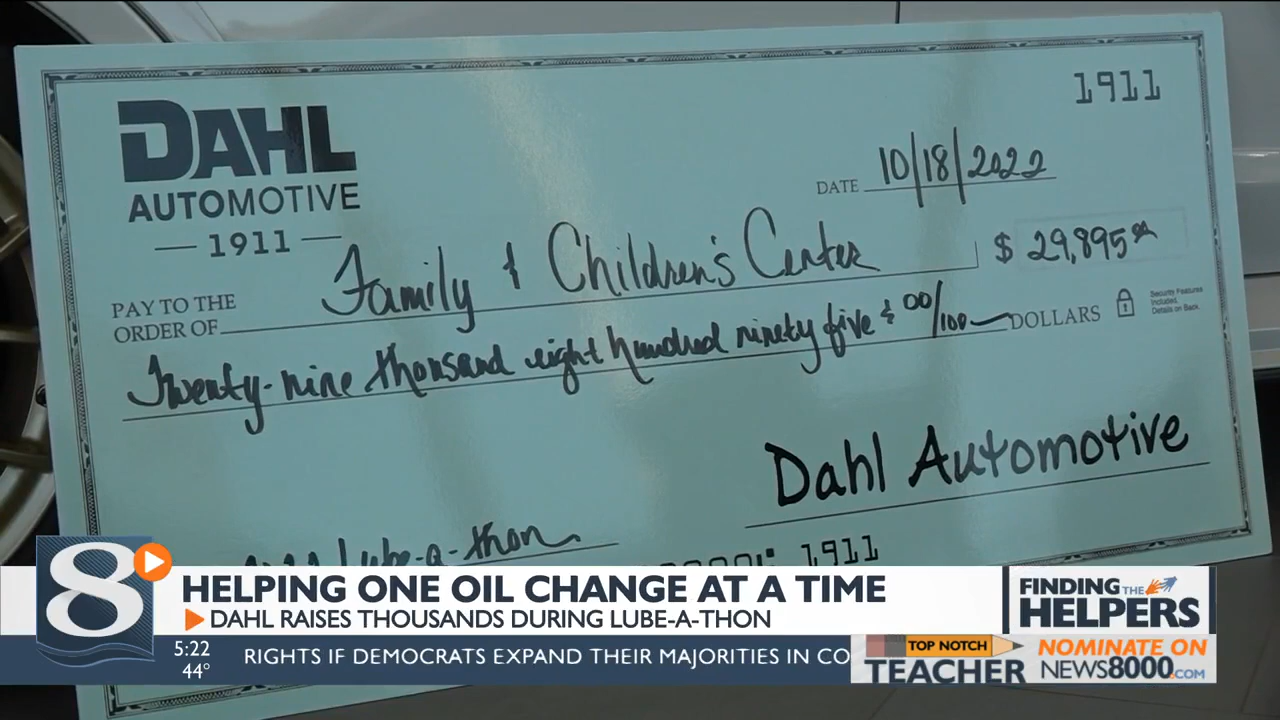 DAHL
AUTOMOTIVE
1911
1911
DATE 10/18/2022
PAY TO THE
ORDER OF Family & Children's Center $ 29,895
Twenty-nine thousand eight hundred ninety five & 00/100 DOLLARS
Security Features
Included.
Details on Back.
Dahl Automotive
Lube-a-thon
1911
8
HELPING ONE OIL CHANGE AT A TIME
DAHL RAISES THOUSANDS DURING LUBE-A-THON
FINDING THE
HELPERS
5:22
44°
RIGHTS IF DEMOCRATS EXPAND THEIR MAJORITIES IN CO
TOP NOTCH
TEACHER
NOMINATE ON
NEWS8000.COM